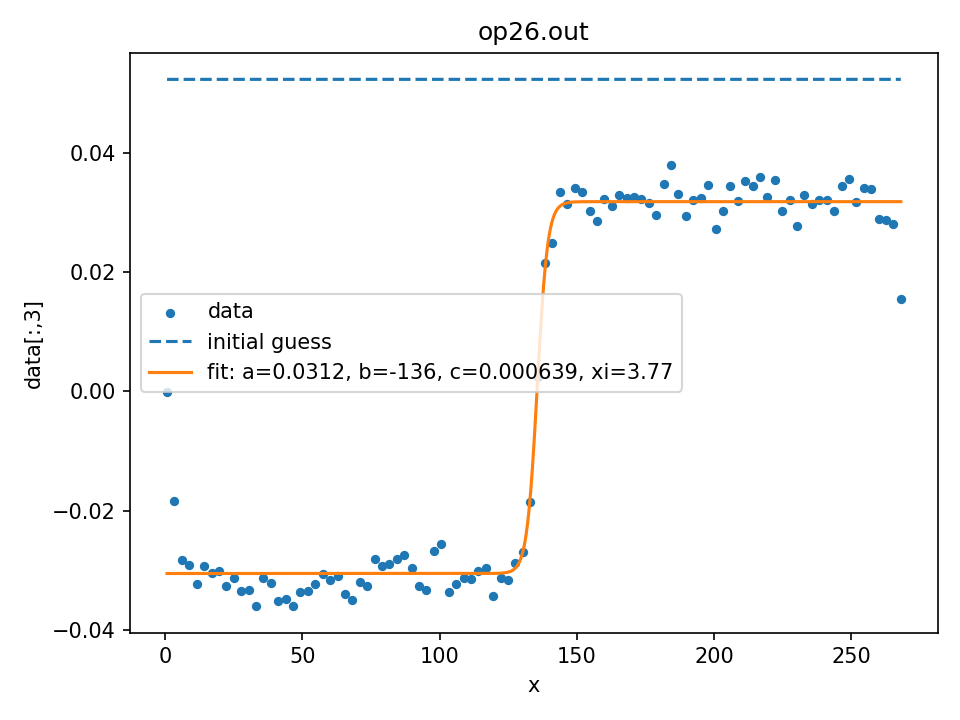 op26.out
0.04
0.02
0.00
−0.02
−0.04
data[:,3]
data
initial guess
fit: a=0.0312, b=-136, c=0.000639, xi=3.77
0 50 100 150 200 250
x